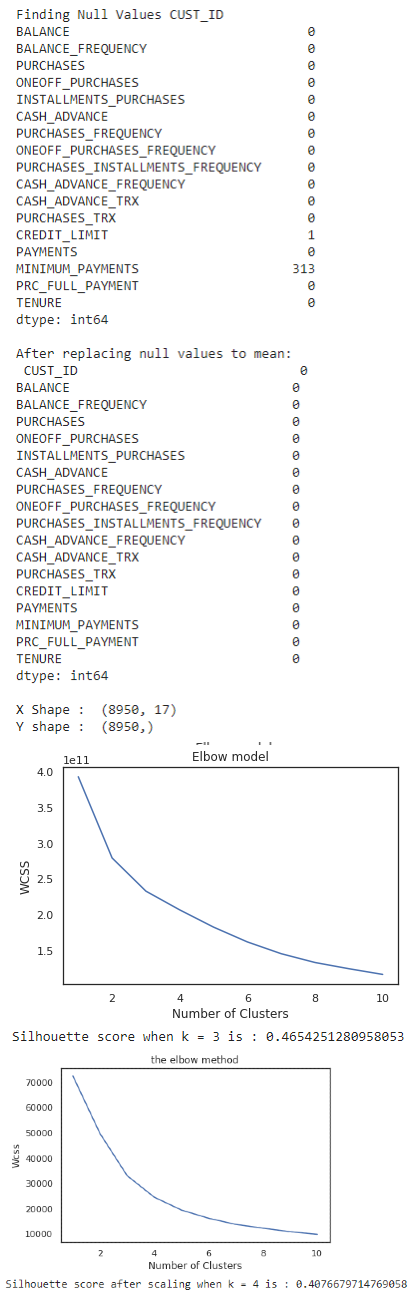 Finding Null Values CUST_ID
BALANCE 0
BALANCE_FREQUENCY 0
PURCHASES 0
ONEOFF_PURCHASES 0
INSTALLMENTS_PURCHASES 0
CASH_ADVANCE 0
PURCHASES_FREQUENCY 0
ONEOFF_PURCHASES_FREQUENCY 0
PURCHASES_INSTALLMENTS_FREQUENCY 0
CASH_ADVANCE_FREQUENCY 0
CASH_ADVANCE_TRX 0
PURCHASES_TRX 0
CREDIT_LIMIT 1
PAYMENTS 0
MINIMUM_PAYMENTS 313
PRC_FULL_PAYMENT 0
TENURE 0
dtype: int64
After replacing null values to mean:
CUST_ID 0
BALANCE 0
BALANCE_FREQUENCY 0
PURCHASES 0
ONEOFF_PURCHASES 0
INSTALLMENTS_PURCHASES 0
CASH_ADVANCE 0
PURCHASES_FREQUENCY 0
ONEOFF_PURCHASES_FREQUENCY 0
PURCHASES_INSTALLMENTS_FREQUENCY 0
CASH_ADVANCE_FREQUENCY 0
CASH_ADVANCE_TRX 0
PURCHASES_TRX 0
CREDIT_LIMIT 0
PAYMENTS 0
MINIMUM_PAYMENTS 0
PRC_FULL_PAYMENT 0
TENURE 0
dtype: int64
X Shape : (8950, 17)
Y shape : (8950,)
Elbow model
1e11
4.0
3.5
3.0
2.5
2.0
1.5
WCSS
2 4 6 8 10
Number of Clusters
Silhouette score when k = 3 is : 0.4654251280958053
the elbow method
70000
60000
50000
40000
30000
20000
10000
Wcss
2 4 6 8 10
Number of Clusters
Silhouette score after scaling when k = 4 is : 0.4076679714769058